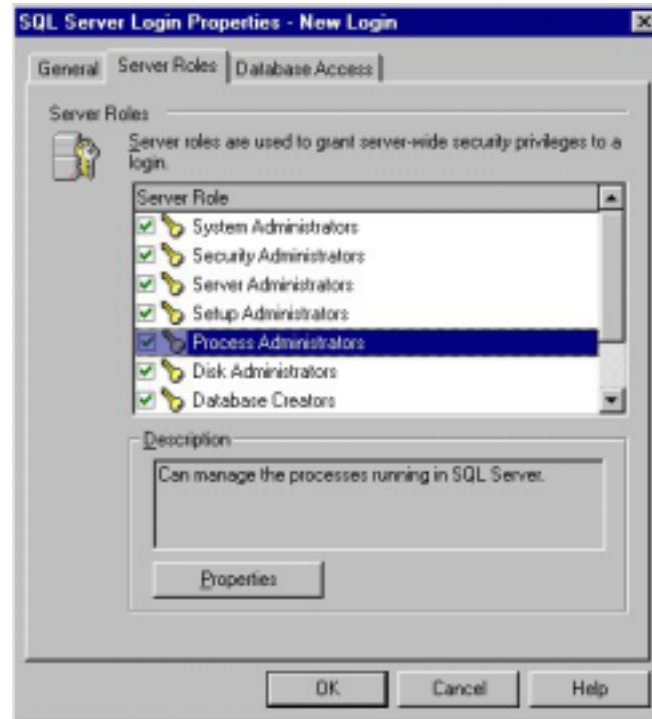 SQL Server Login Properties - New Login
General Server Roles Database Access
Server Roles
Server roles are used to grant server-wide security privileges to a
login.
Server Role
System Administrators
Security Administrators
Server Administrators
Setup Administrators
Process Administrators
Disk Administrators
Database Creators
Description
Can manage the processes running in SQL Server.
Properties
OK Cancel Help